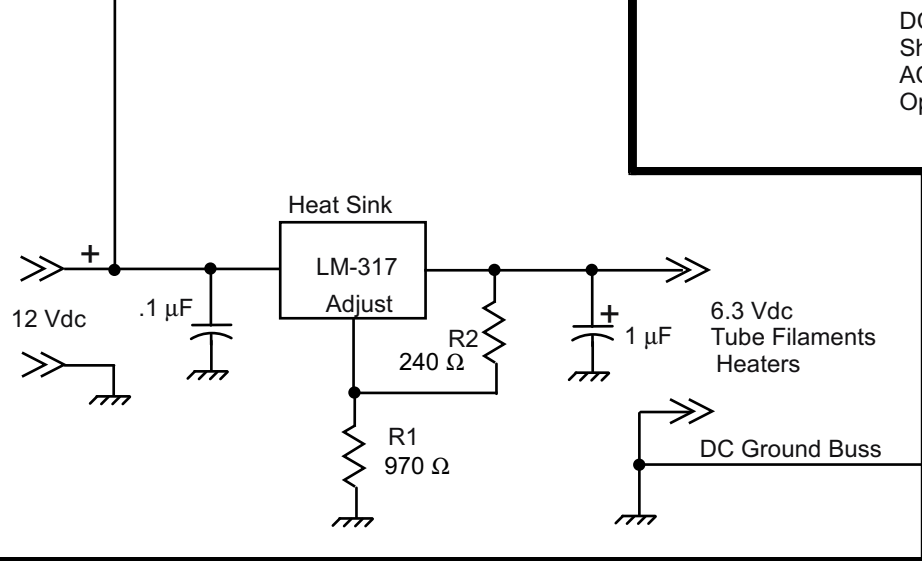 DC
Sh
AC
Op
Heat Sink
+
LM-317
Adjust
12 Vdc
.1 μF
R2
240 Ω
+
1 μF
6.3 Vdc
Tube Filaments
Heaters
R1
970 Ω
DC Ground Buss